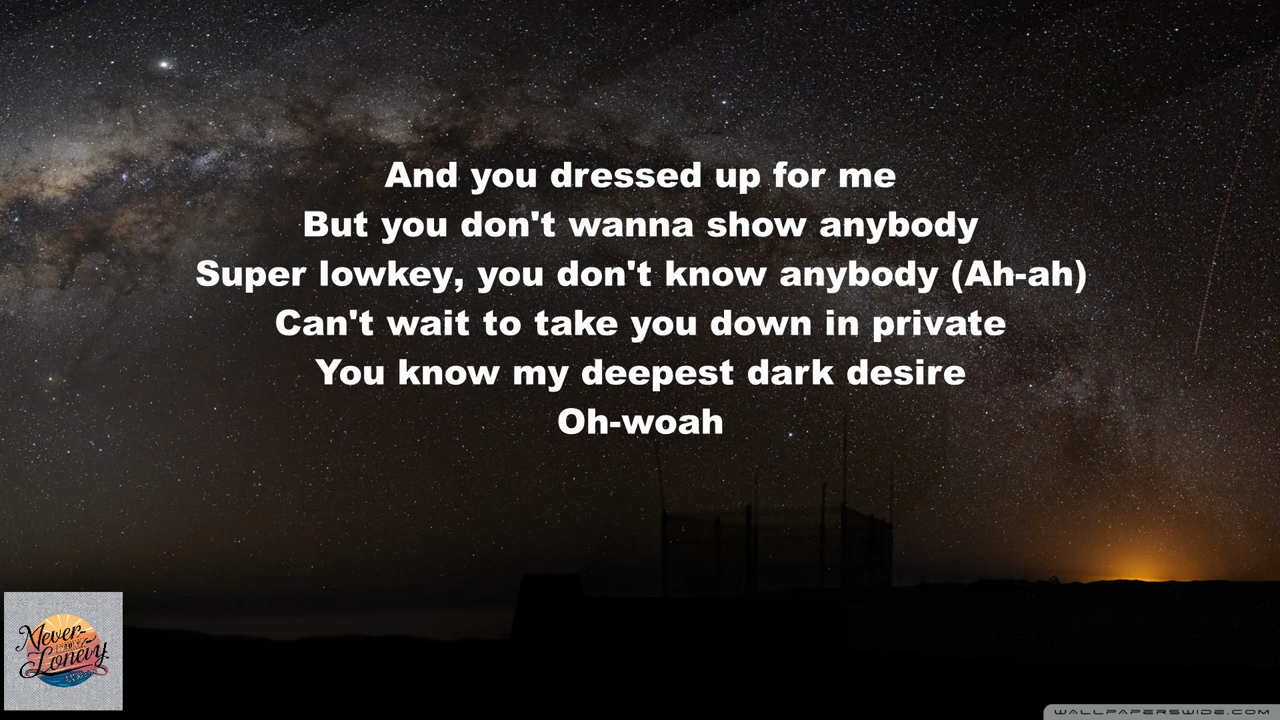 And you dressed up for me
But you don't wanna show anybody
Super lowkey, you don't know anybody (Ah-ah)
Can't wait to take you down in private
You know my deepest dark desire
Oh-woah
Never
Lonely
WALLPAPERSWIDE.COM